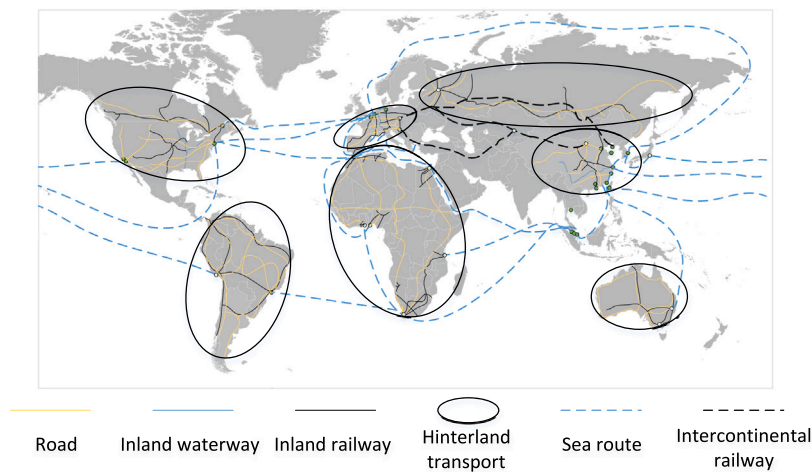 Road
Inland waterway
Inland railway
Hinterland
transport
Sea route
Intercontinental
railway